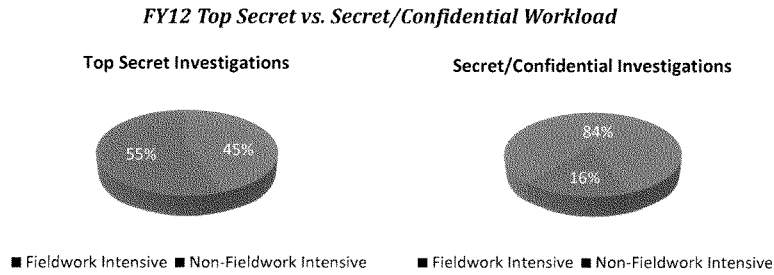 FY12 Top Secret vs. Secret/Confidential Workload
Top Secret Investigations
55%
45%
Fieldwork Intensive Non-Fieldwork Intensive
Secret/Confidential Investigations
84%
16%
Fieldwork Intensive Non-Fieldwork Intensive